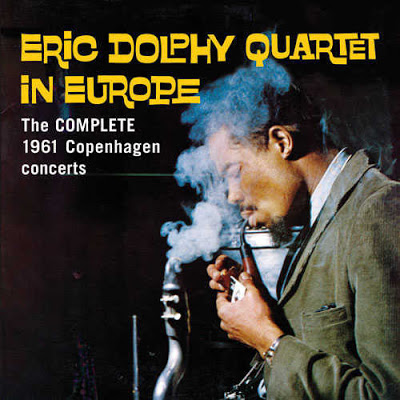 ERIC DOLPHY QUARTET
IN EUROPE
The COMPLETE
1961 Copenhagen
concerts